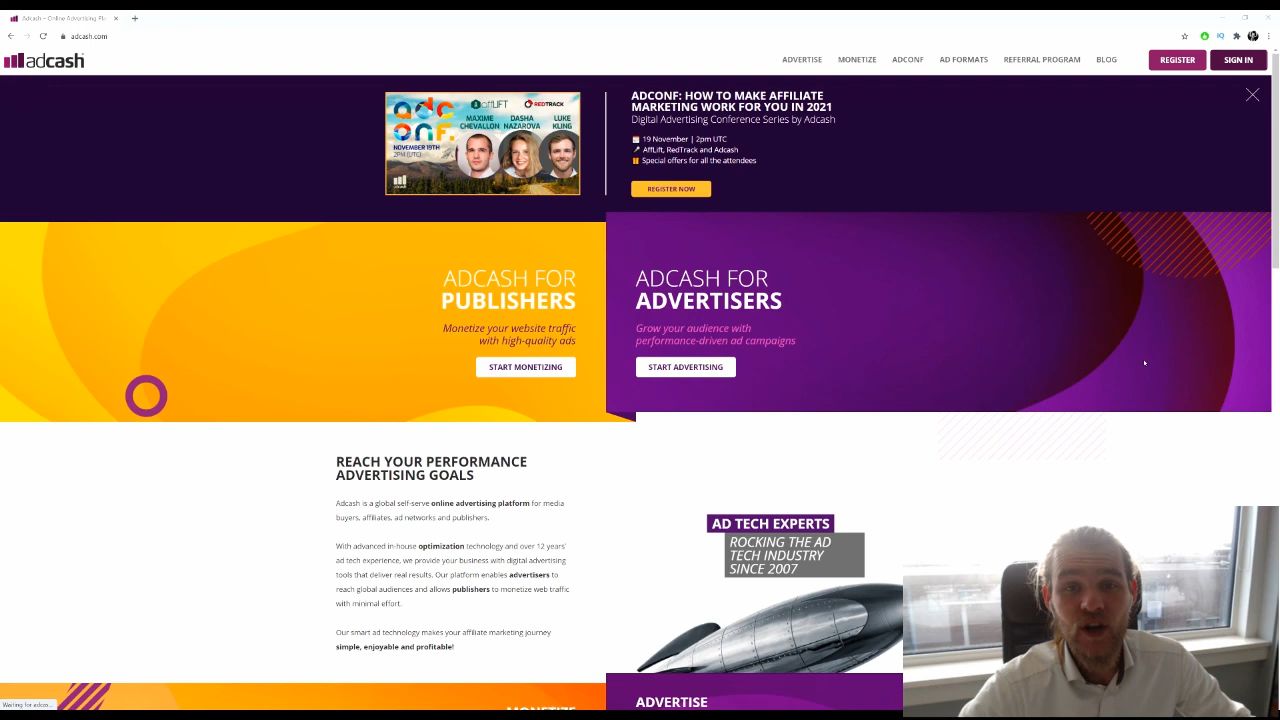 Adcash – Online Advertising Pla
adcash.com
adcash
ADVERTISE
MONETIZE
ADCONF
AD FORMATS
REFERRAL PROGRAM
BLOG
REGISTER
SIGN IN
adc
onf.
NOVEMBER 19TH
2PM (UTC)
affLIFT
REDTRACK
MAXIME
CHEVALLON
DASHA
NAZAROVA
LUKE
KLING
ADCONF: HOW TO MAKE AFFILIATE
MARKETING WORK FOR YOU IN 2021
Digital Advertising Conference Series by Adcash
19 November | 2pm UTC
AffLift, RedTrack and Adcash
Special offers for all the attendees
REGISTER NOW
ADCASH FOR
PUBLISHERS
Monetize your website traffic
with high-quality ads
START MONETIZING
ADCASH FOR
ADVERTISERS
Grow your audience with
performance-driven ad campaigns
START ADVERTISING
REACH YOUR PERFORMANCE
ADVERTISING GOALS
Adcash is a global self-serve online advertising platform for media
buyers, affiliates, ad networks and publishers.
With advanced in-house optimization technology and over 12 years'
ad tech experience, we provide your business with digital advertising
tools that deliver real results. Our platform enables advertisers to
reach global audiences and allows publishers to monetize web traffic
with minimal effort.
Our smart ad technology makes your affiliate marketing journey
simple, enjoyable and profitable!
AD TECH EXPERTS
ROCKING THE AD
TECH INDUSTRY
SINCE 2007
MONETIZE
ADVERTISE
Waiting for adcas...